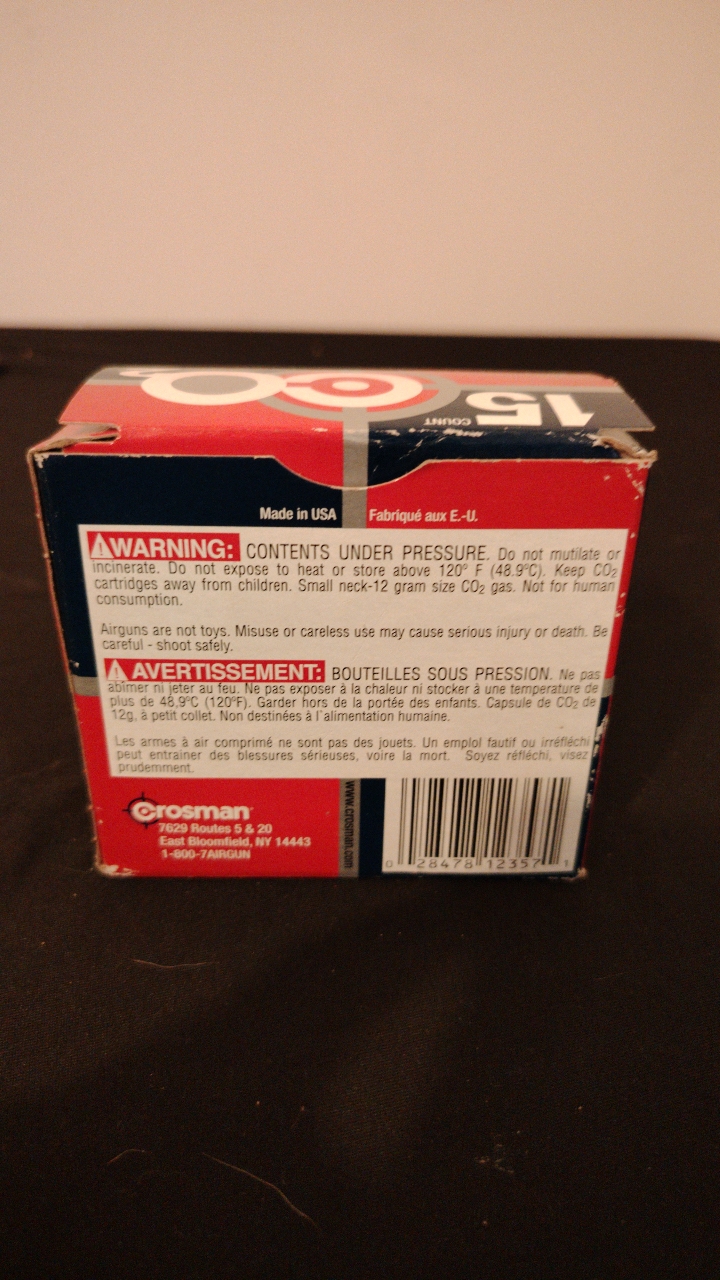 15
COUNT
Made in USA
Fabriqué aux E.-U.
WARNING: CONTENTS UNDER PRESSURE. Do not mutilate or
incinerate. Do not expose to heat or store above 120° F (48.9°C). Keep CO₂
cartridges away from children. Small neck-12 gram size CO₂ gas. Not for human
consumption.
Airguns are not toys. Misuse or careless use may cause serious injury or death. Be
careful - shoot safely.
AVERTISSEMENT: BOUTEILLES SOUS PRESSION. Ne pas
abîmer ni jeter au feu. Ne pas exposer à la chaleur ni stocker à une temperature de
plus de 48,9°C (120°F). Garder hors de la portée des enfants. Capsule de CO₂ de
12g, à petit collet. Non destinées à l'alimentation humaine.
Les armes à air comprimé ne sont pas des jouets. Un emploi fautif ou irréfléchi
peut entrainer des blessures sérieuses, voire la mort. Soyez réfléchi, visez
prudemment.
Crosman
7629 Routes 5 & 20
East Bloomfield, NY 14443
1-800-7AIRGUN
www.crosman.com
0 28478 12357 1